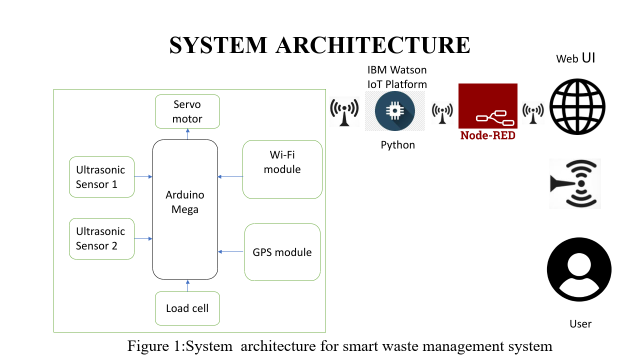 SYSTEM ARCHITECTURE
Web UI
IBM Watson
IoT Platform
Servo
motor
Node-RED
Python
Wi-Fi
module
Ultrasonic
Sensor 1
Arduino
Mega
Ultrasonic
Sensor 2
GPS module
Load cell
User
Figure 1:System architecture for smart waste management system